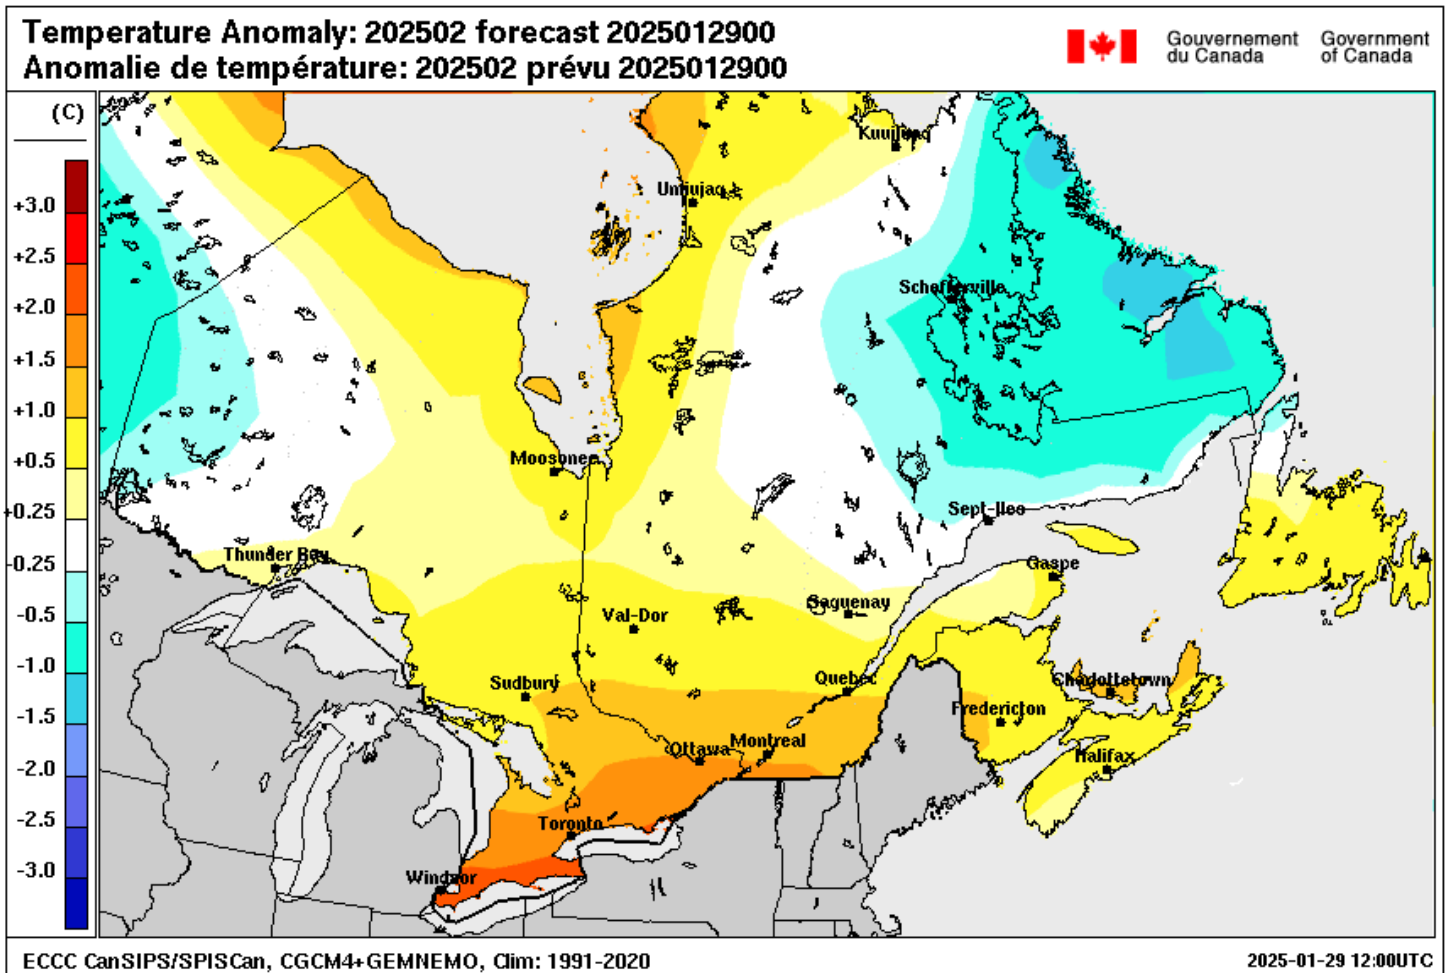 Temperature Anomaly: 202502 forecast 2025012900
Anomalie de température: 202502 prévu 2025012900
Gouvernement du Canada
Government of Canada
(C)
+3.0
+2.5
+2.0
+1.5
+1.0
+0.5
+0.25
-0.25
-0.5
-1.0
-1.5
-2.0
-2.5
-3.0
Kuujjuaq
Umiujaq
Schefferville
Moosonee
Sept-Iles
Thunder Bay
Gaspe
Saguenay
Val-Dor
Sudbury
Quebec
Charlottetown
Fredericton
Ottawa
Montreal
Halifax
Toronto
Windsor
ECCC CanSIPS/SPISCan, CGCM4+GEMNEMO, Clim: 1991-2020
2025-01-29 12:00UTC